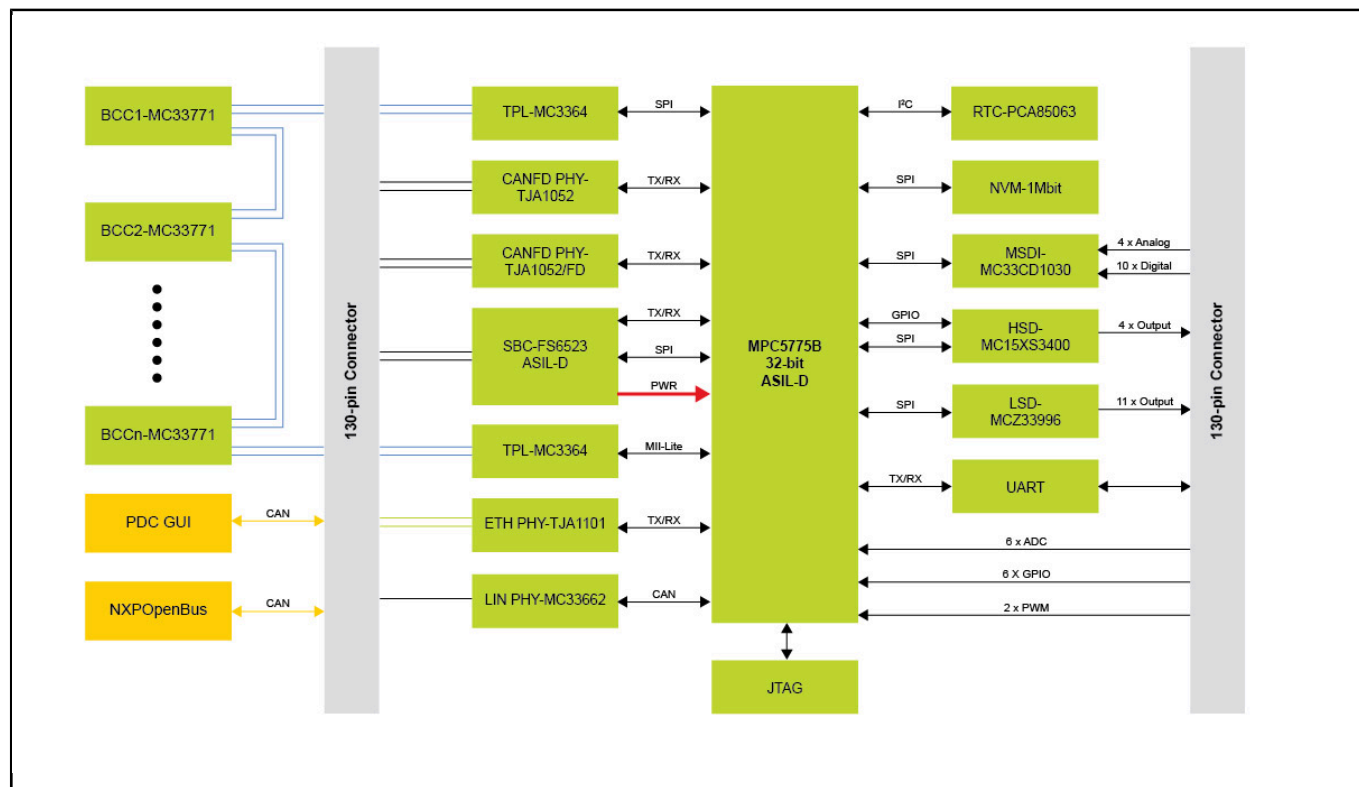 BCC1-MC33771
BCC2-MC33771
BCCn-MC33771
PDC GUI
NXPOpenBus
CAN
CAN
130-pin Connector
TPL-MC3364
CANFD PHY-
TJA1052
CANFD PHY-
TJA1052/FD
SBC-FS6523
ASIL-D
TPL-MC3364
ETH PHY-TJA1101
LIN PHY-MC33662
SPI
TX/RX
TX/RX
TX/RX
SPI
PWR
MII-Lite
TX/RX
CAN
MPC5775B
32-bit
ASIL-D
JTAG
I²C
SPI
SPI
GPIO
SPI
SPI
TX/RX
RTC-PCA85063
NVM-1Mbit
MSDI-
MC33CD1030
HSD-
MC15XS3400
LSD-
MCZ33996
UART
4 x Analog
10 x Digital
4 x Output
11 x Output
6 x ADC
6 X GPIO
2 x PWM
130-pin Connector